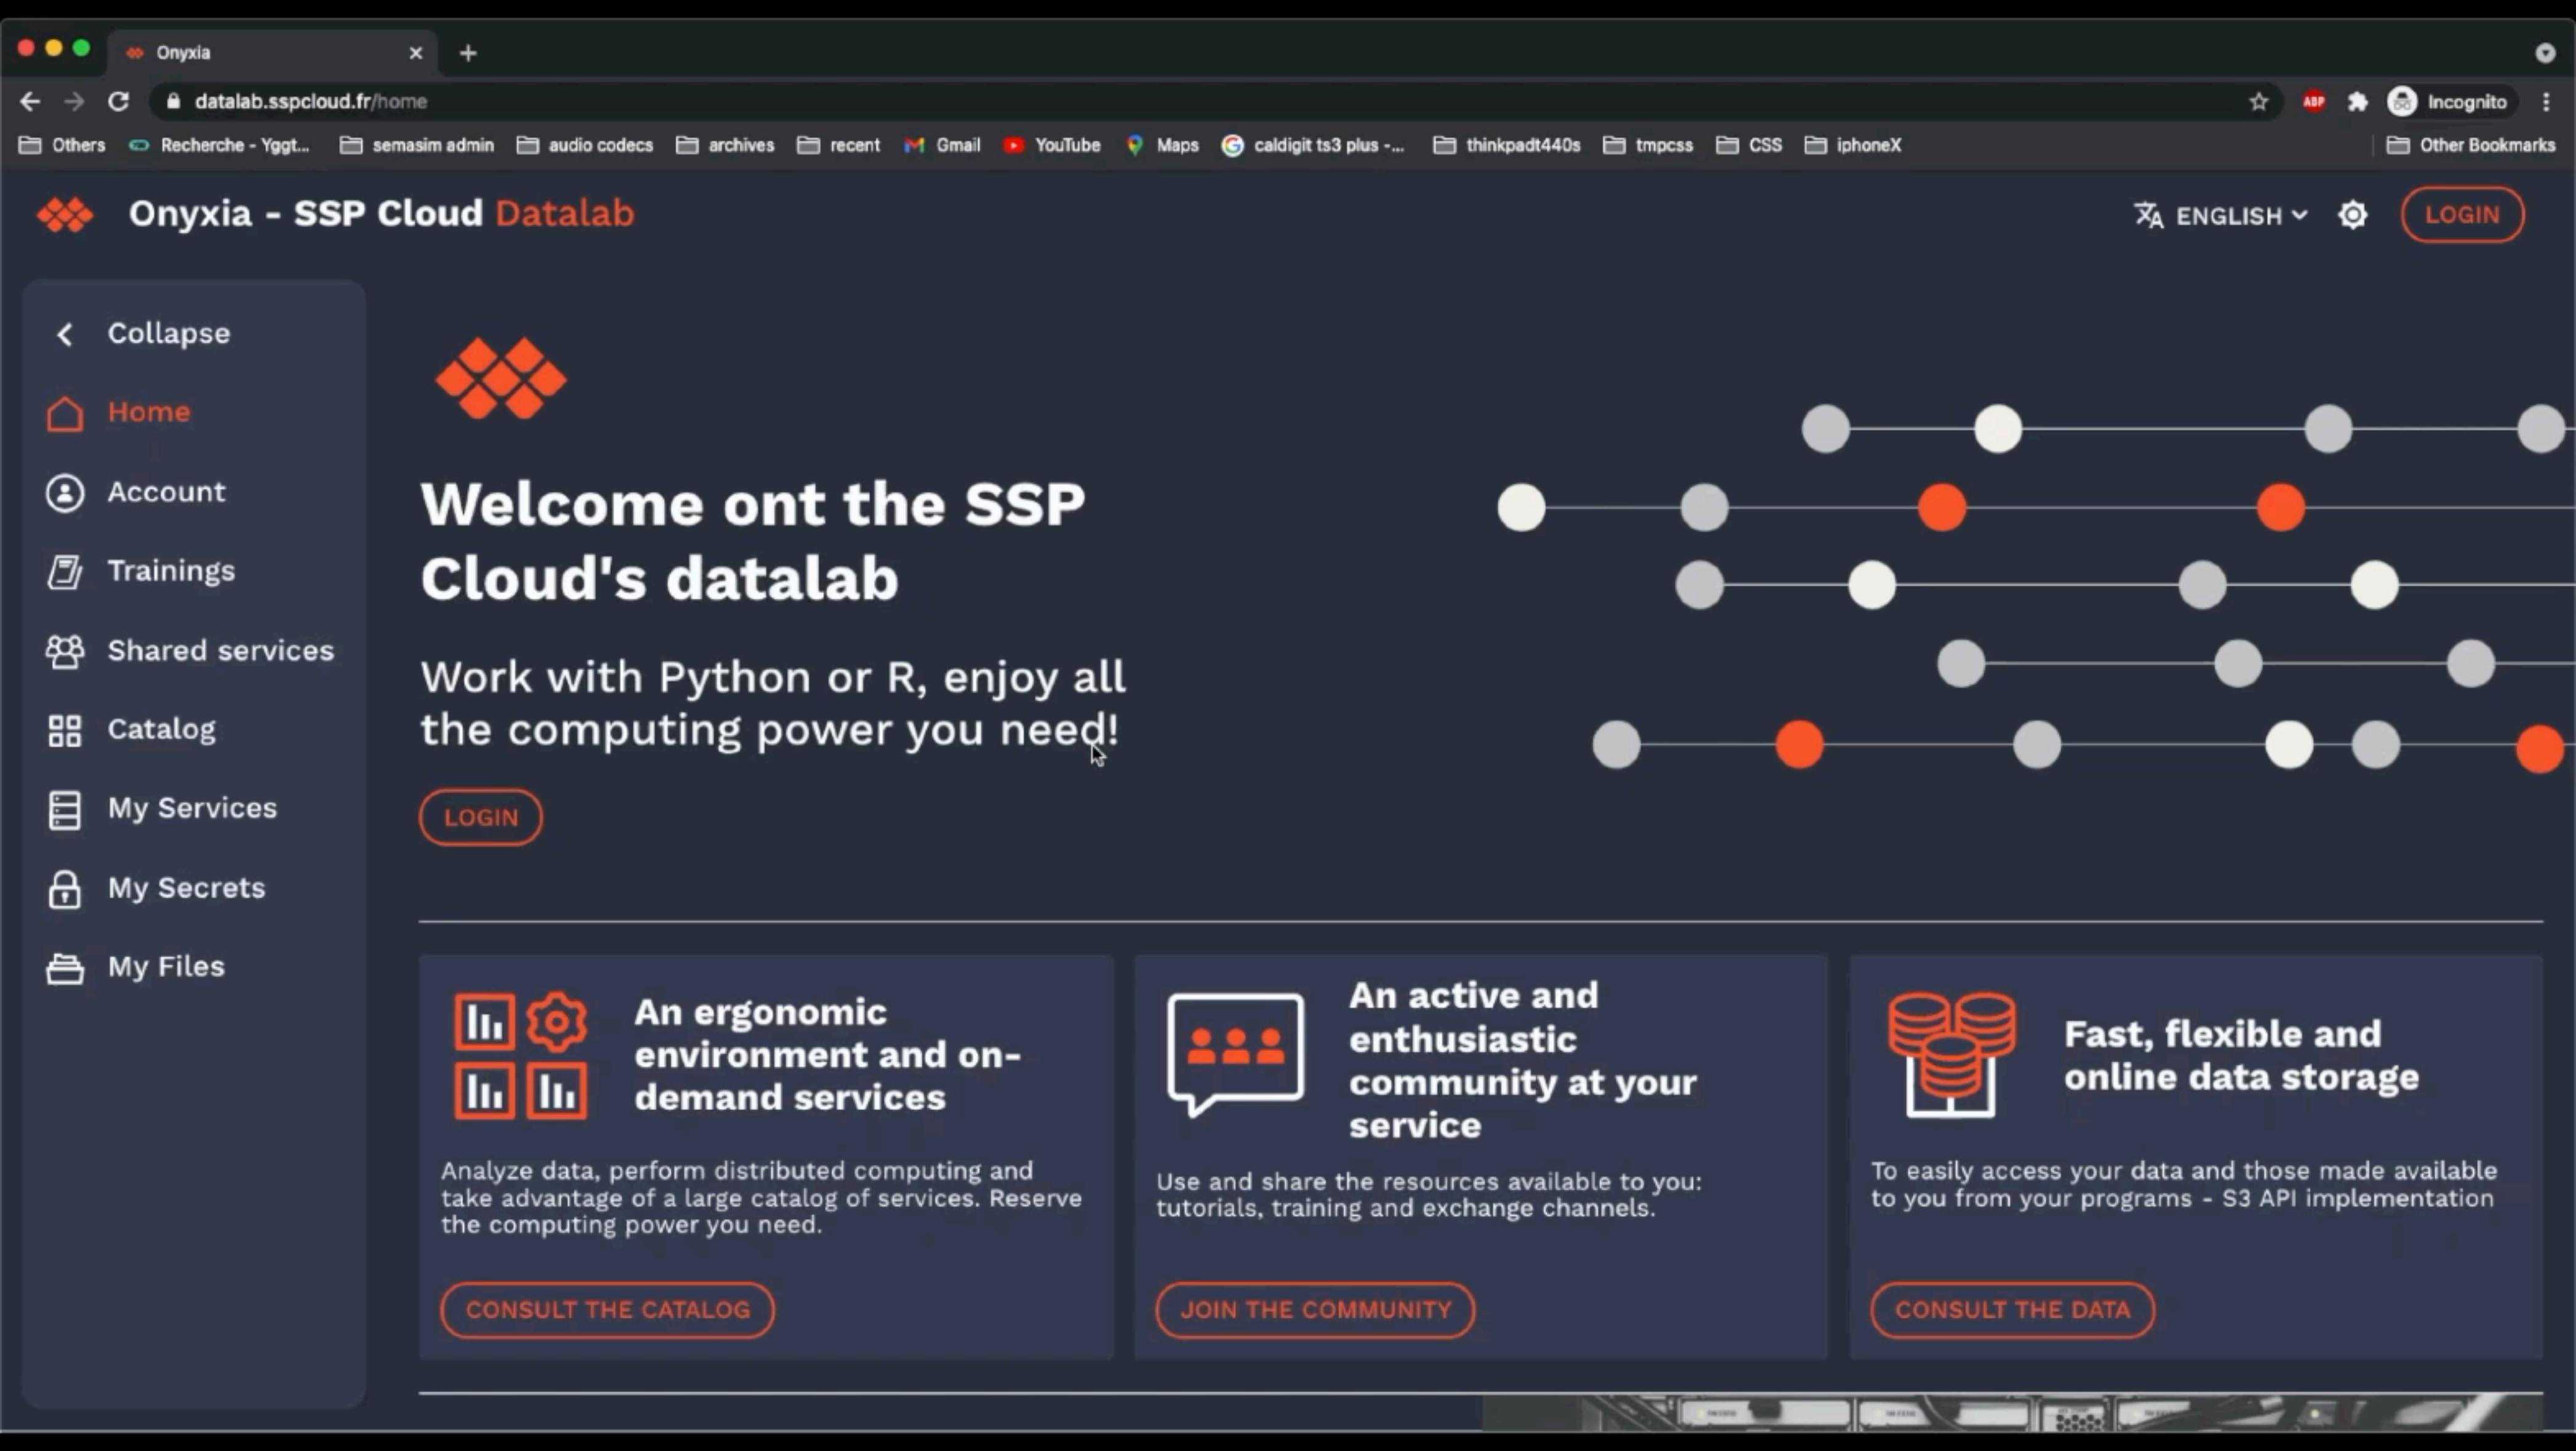 Onyxia
datalab.sspcloud.fr/home
ABP
Incognito
Others
Recherche - Yggt...
semasim admin
audio codecs
archives
recent
Gmail
YouTube
Maps
caldigit ts3 plus -...
thinkpadt440s
tmpcss
CSS
iphoneX
Other Bookmarks
Onyxia - SSP Cloud Datalab
ENGLISH
LOGIN
Collapse
Home
Account
Trainings
Shared services
Catalog
My Services
My Secrets
My Files
Welcome ont the SSP
Cloud's datalab
Work with Python or R, enjoy all
the computing power you need!
LOGIN
An ergonomic
environment and on-
demand services
Analyze data, perform distributed computing and
take advantage of a large catalog of services. Reserve
the computing power you need.
CONSULT THE CATALOG
An active and
enthusiastic
community at your
service
Use and share the resources available to you:
tutorials, training and exchange channels.
JOIN THE COMMUNITY
Fast, flexible and
online data storage
To easily access your data and those made available
to you from your programs - S3 API implementation
CONSULT THE DATA